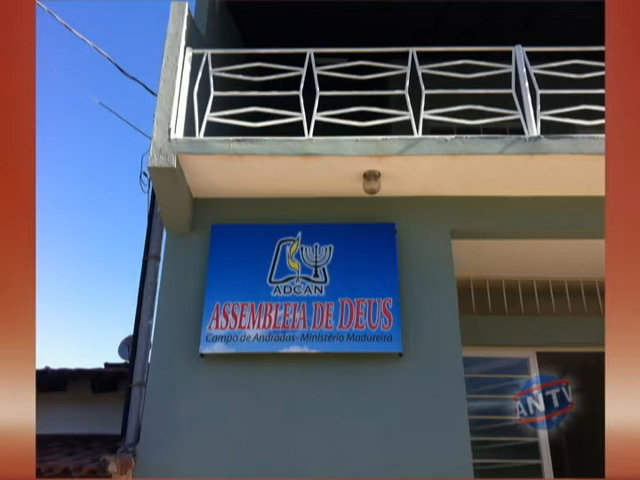 ADCAN
ASSEMBLEIA DE DEUS
Campo de Andradas - Ministério Madureira
ANTV